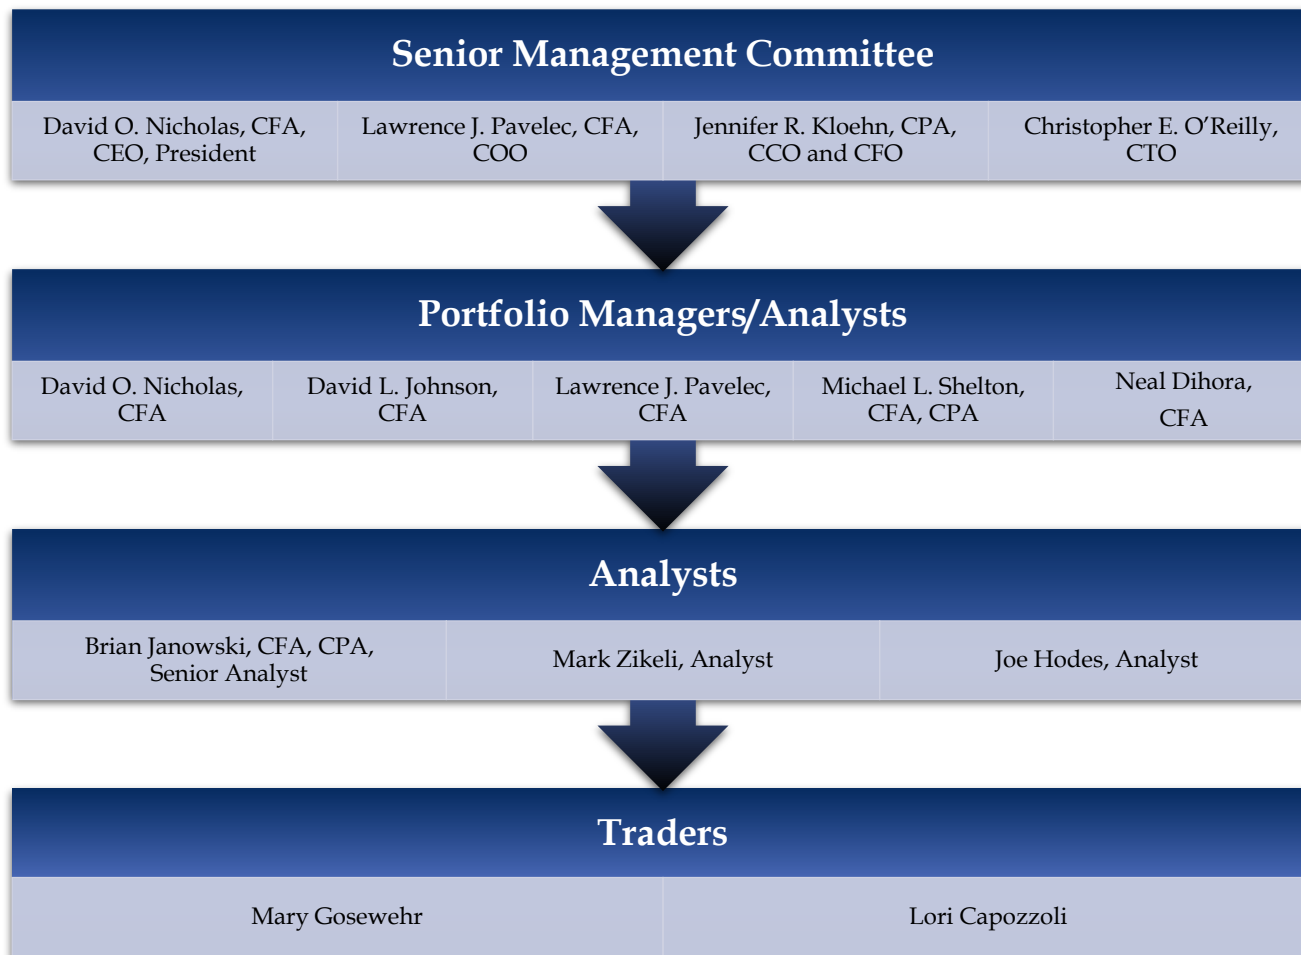 Senior Management Committee
David O. Nicholas, CFA,
CEO, President
Lawrence J. Pavelec, CFA,
COO
Jennifer R. Kloehn, CPA,
CCO and CFO
Christopher E. O’Reilly,
CTO
Portfolio Managers/Analysts
David O. Nicholas,
CFA
David L. Johnson,
CFA
Lawrence J. Pavelec,
CFA
Michael L. Shelton,
CFA, CPA
Neal Dihora,
CFA
Analysts
Brian Janowski, CFA, CPA,
Senior Analyst
Mark Zikeli, Analyst
Joe Hodes, Analyst
Traders
Mary Gosewehr
Lori Capozzoli